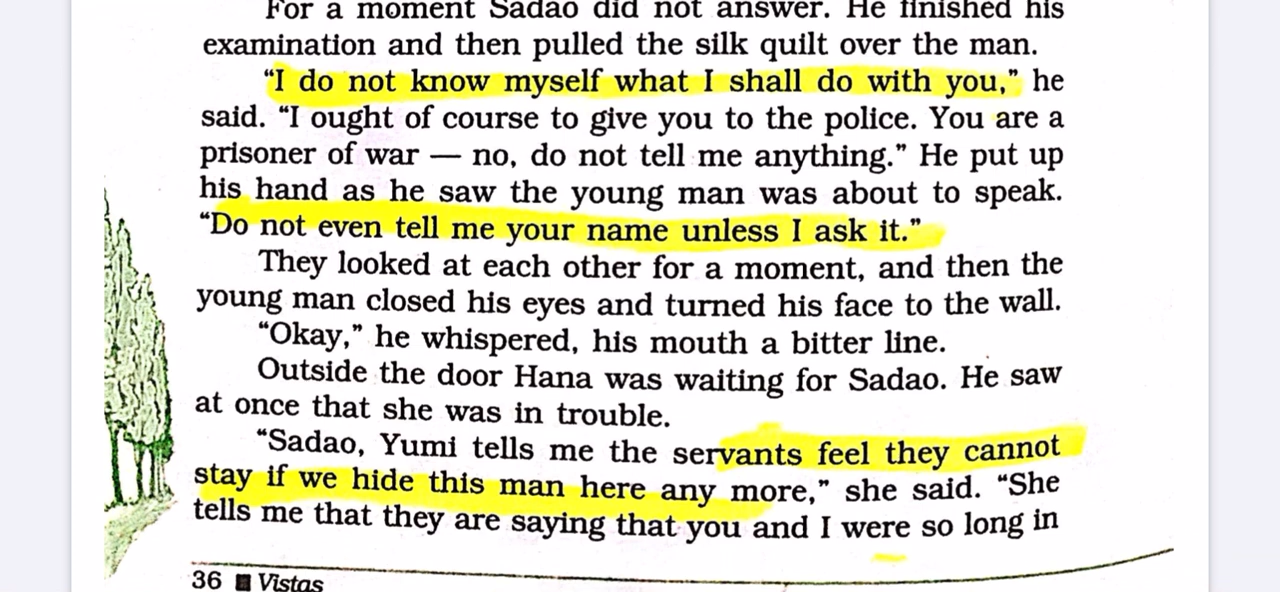 For a moment Sadao did not answer. He finished his
examination and then pulled the silk quilt over the man.
“I do not know myself what I shall do with you,” he
said. “I ought of course to give you to the police. You are a
prisoner of war — no, do not tell me anything.” He put up
his hand as he saw the young man was about to speak.
“Do not even tell me your name unless I ask it.”
They looked at each other for a moment, and then the
young man closed his eyes and turned his face to the wall.
“Okay,” he whispered, his mouth a bitter line.
Outside the door Hana was waiting for Sadao. He saw
at once that she was in trouble.
“Sadao, Yumi tells me the servants feel they cannot
stay if we hide this man here any more,” she said. “She
tells me that they are saying that you and I were so long in
36 ■ Vistas